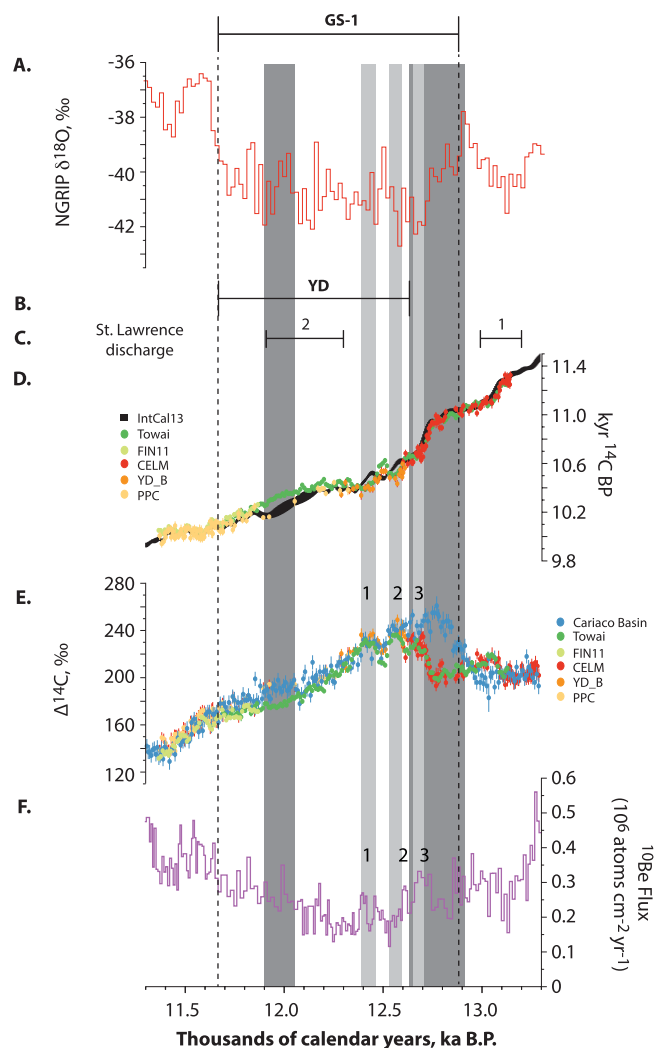 GS-1
A.
-36
-38
-40
-42
NGRIP δ18O, ‰
B.
YD
C.
St. Lawrence
discharge
2
1
D.
IntCal13
Towai
FIN11
CELM
YD_B
PPC
11.4
11.0
10.6
10.2
9.8
kyr 14C BP
E.
280
240
200
160
120
Δ14C, ‰
1
2
3
Cariaco Basin
Towai
FIN11
CELM
YD_B
PPC
F.
1
2
3
0.6
0.5
0.4
0.3
0.2
0.1
0
10Be Flux
(106 atoms cm-2 yr-1)
11.5
12.0
12.5
13.0
Thousands of calendar years, ka B.P.